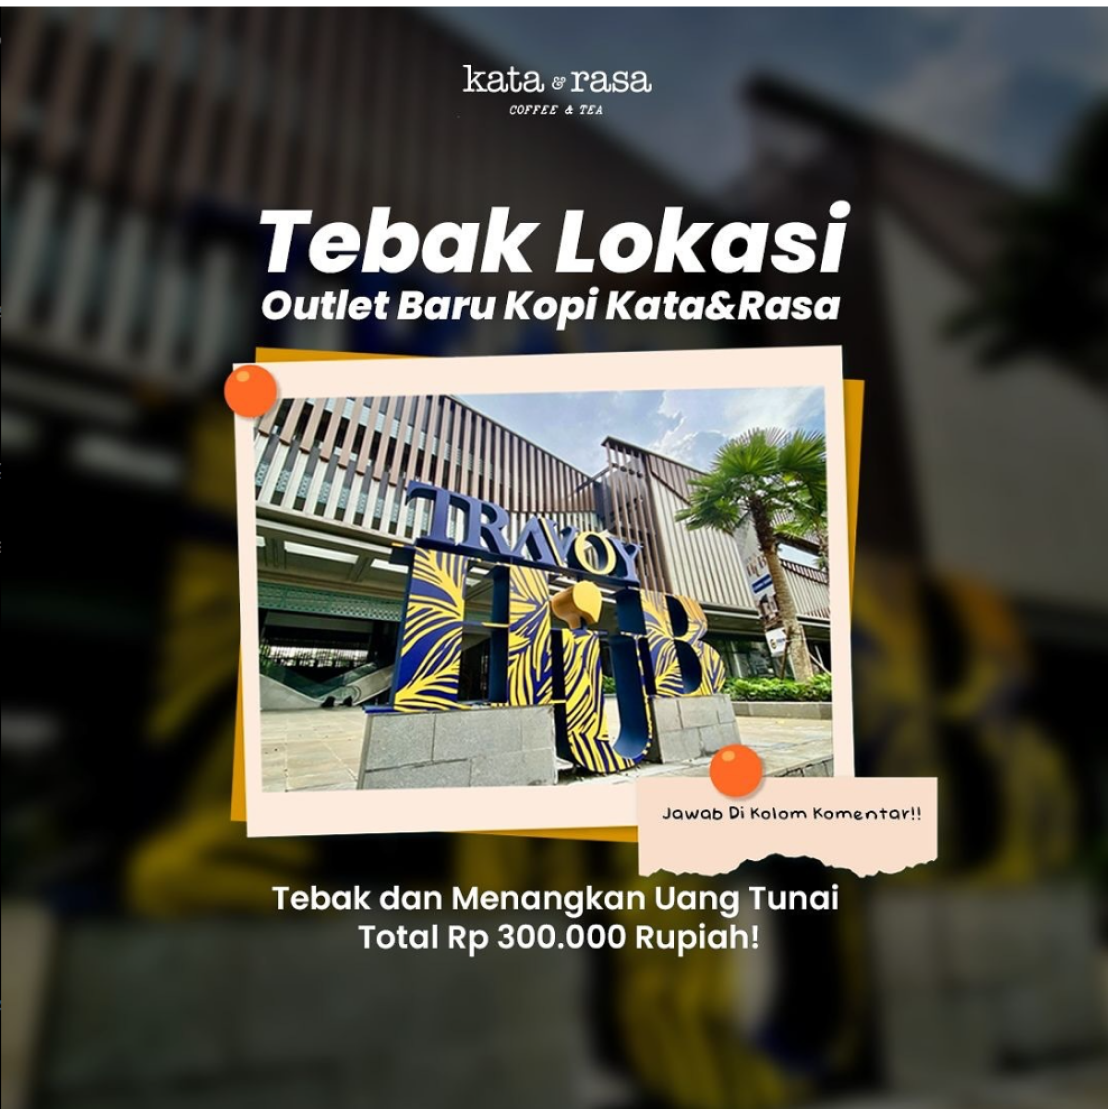 kata & rasa
COFFEE & TEA
Tebak Lokasi
Outlet Baru Kopi Kata&Rasa
TRAVOY
HUB
Jawab Di Kolom Komentar!!
Tebak dan Menangkan Uang Tunai
Total Rp 300.000 Rupiah!